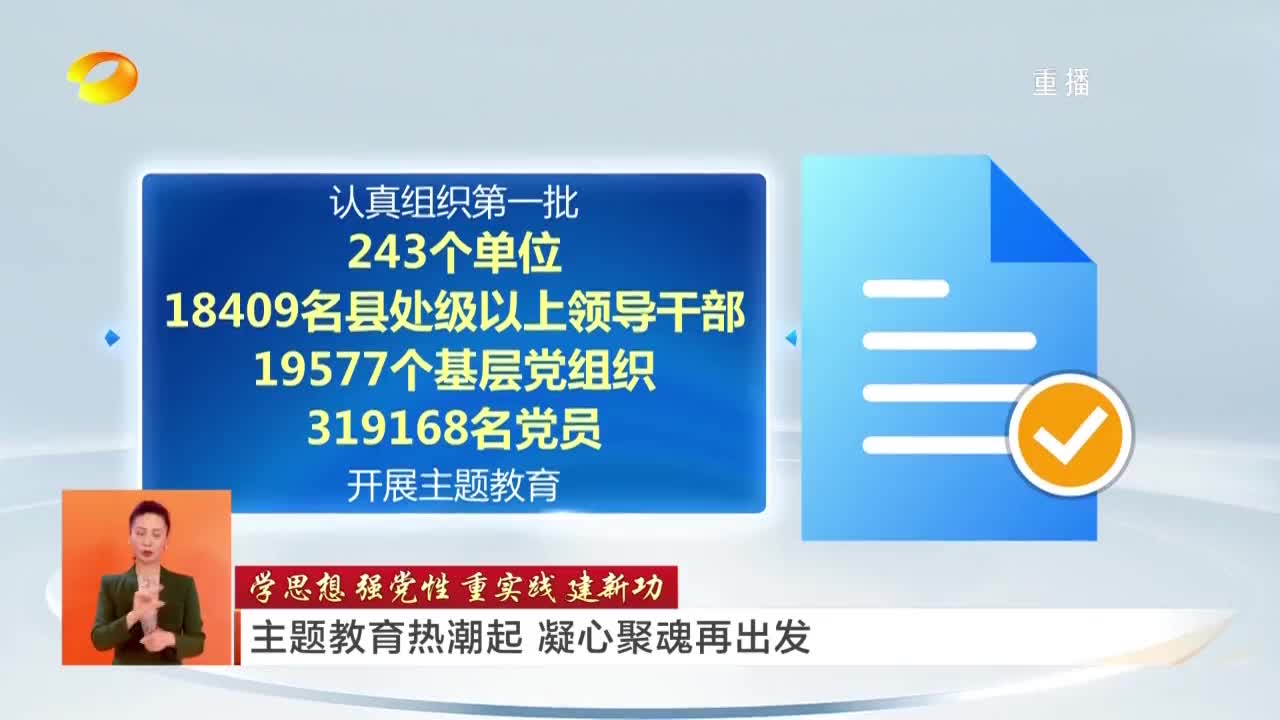 重播
认真组织第一批
243个单位
18409名县处级以上领导干部
19577个基层党组织
319168名党员
开展主题教育
学思想 强党性 重实践 建新功
主题教育热潮起 凝心聚魂再出发